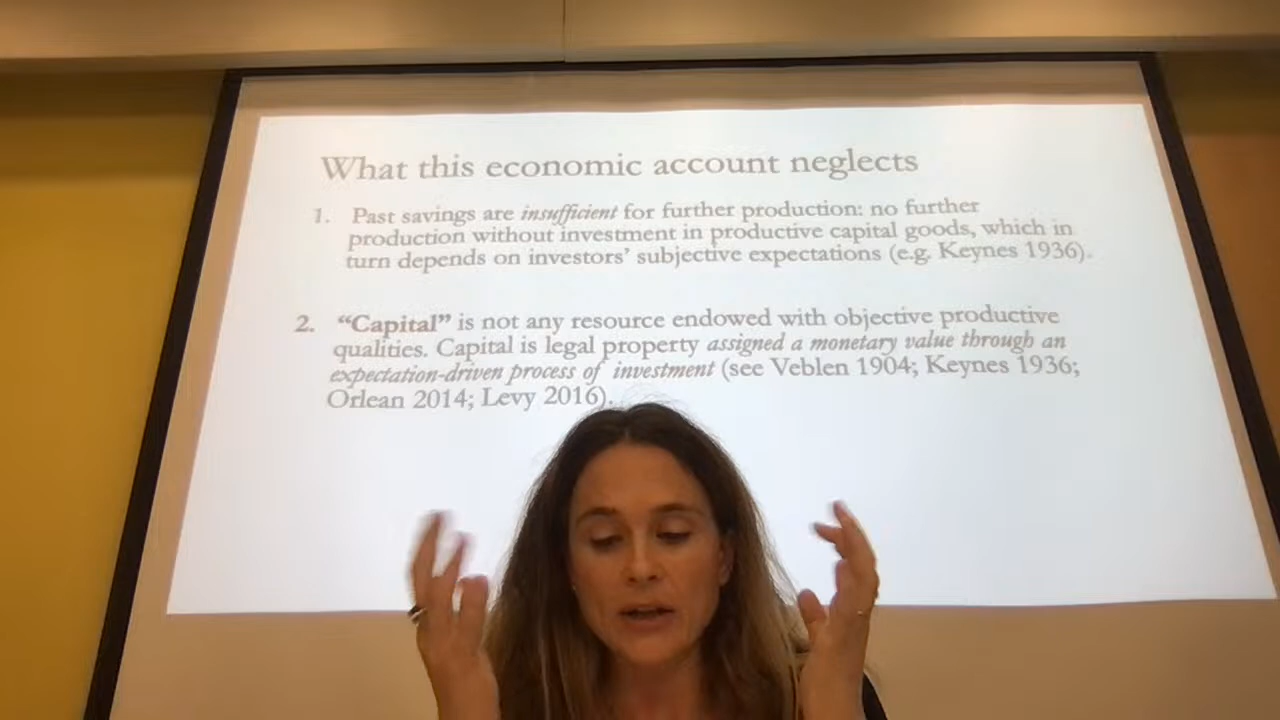 What this economic account neglects
1. Past savings are insufficient for further production: no further
production without investment in productive capital goods, which in
turn depends on investors' subjective expectations (e.g. Keynes 1936).
2. “Capital” is not any resource endowed with objective productive
qualities. Capital is legal property assigned a monetary value through an
expectation-driven process of investment (see Veblen 1904; Keynes 1936;
Orlean 2014; Levy 2016).